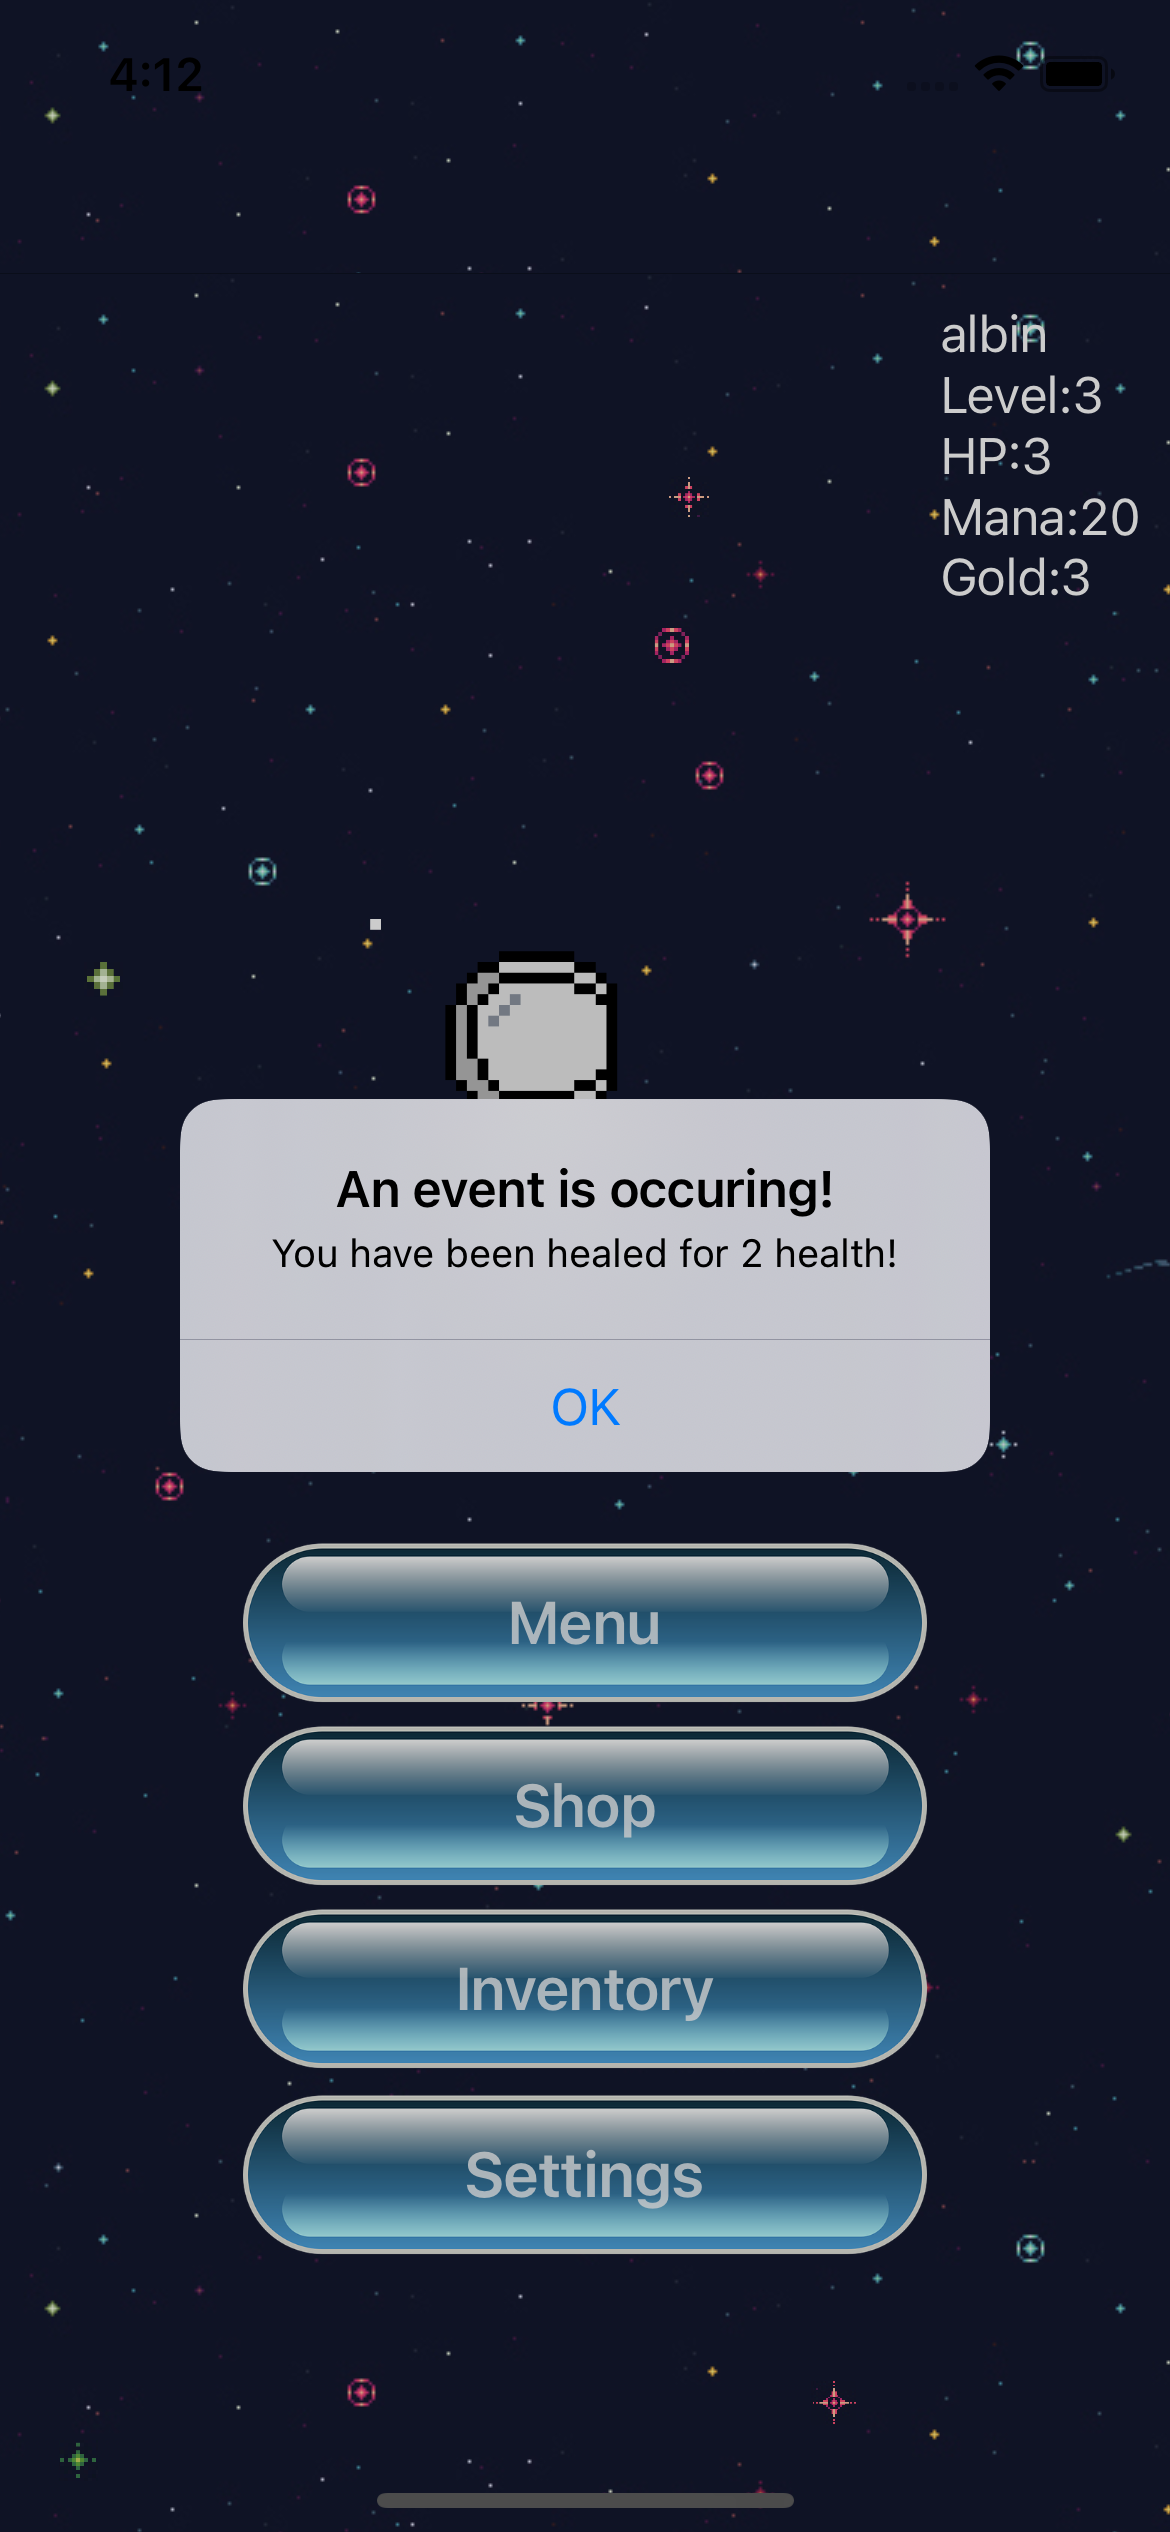 4:12
albin
Level:3
HP:3
Mana:20
Gold:3
An event is occuring!
You have been healed for 2 health!
OK
Menu
Shop
Inventory
Settings